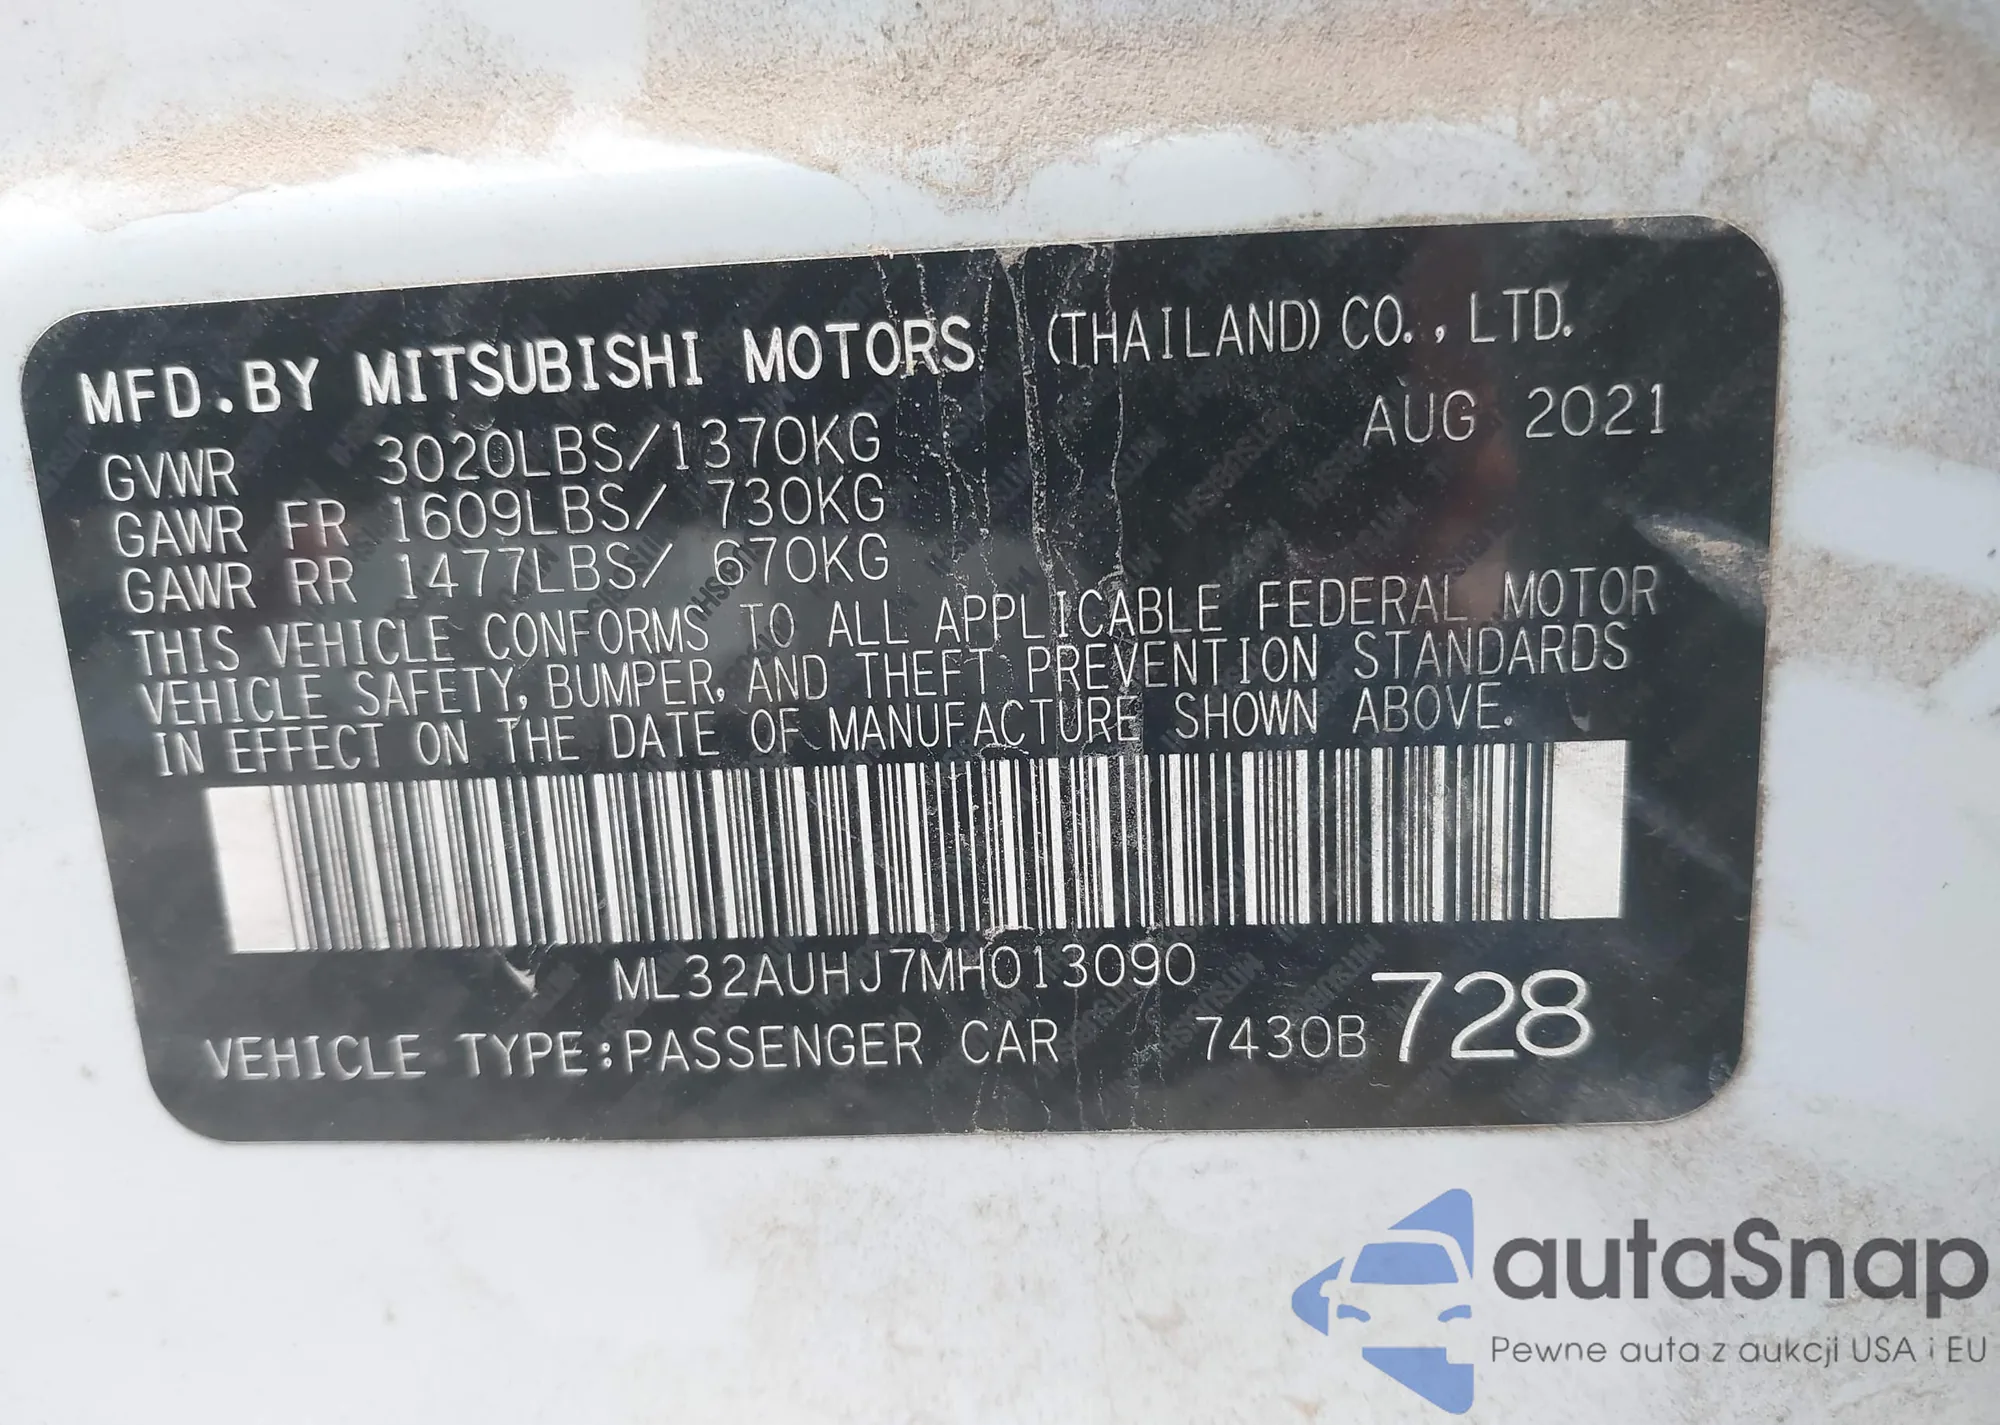 MFD.BY MITSUBISHI MOTORS (THAILAND) CO., LTD.
AUG 2021
GVWR 3020LBS/1370KG
GAWR FR 1609LBS/ 730KG
GAWR RR 1477LBS/ 670KG
THIS VEHICLE CONFORMS TO ALL APPLICABLE FEDERAL MOTOR
VEHICLE SAFETY, BUMPER, AND THEFT PREVENTION STANDARDS
IN EFFECT ON THE DATE OF MANUFACTURE SHOWN ABOVE.
ML32AUHJ7MH013090
VEHICLE TYPE:PASSENGER CAR 7430B 728
autaSnap
Pewne auta z aukcji USA i EU